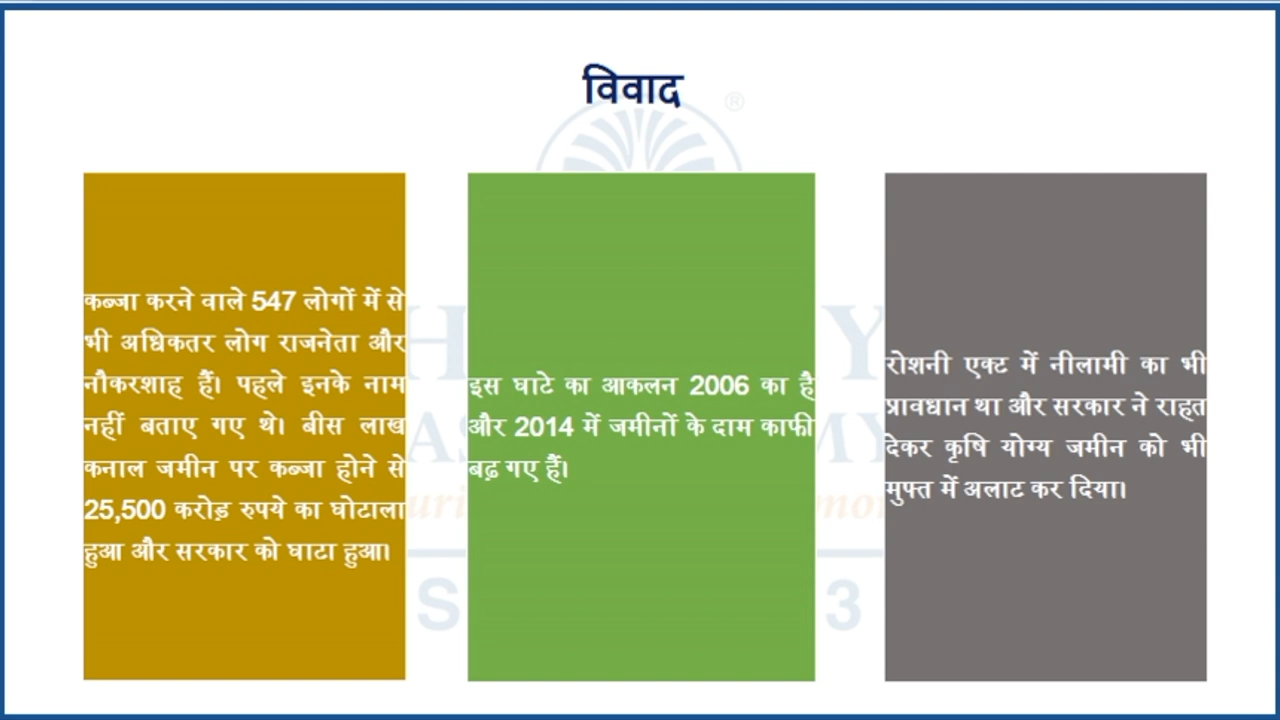 विवाद
®
कब्जा करने वाले 547 लोगों में से
भी अधिकतर लोग राजनेता और
नौकरशाह हैं। पहले इनके नाम
नहीं बताए गए थे। बीस लाख
कनाल जमीन पर कब्जा होने से
25,500 करोड़ रुपये का घोटाला
हुआ और सरकार को घाटा हुआ।
इस घाटे का आकलन 2006 का है
और 2014 में जमीनों के दाम काफी
बढ़ गए हैं।
रोशनी एक्ट में नीलामी का भी
प्रावधान था और सरकार ने राहत
देकर कृषि योग्य जमीन को भी
मुफ्त में अलाट कर दिया।